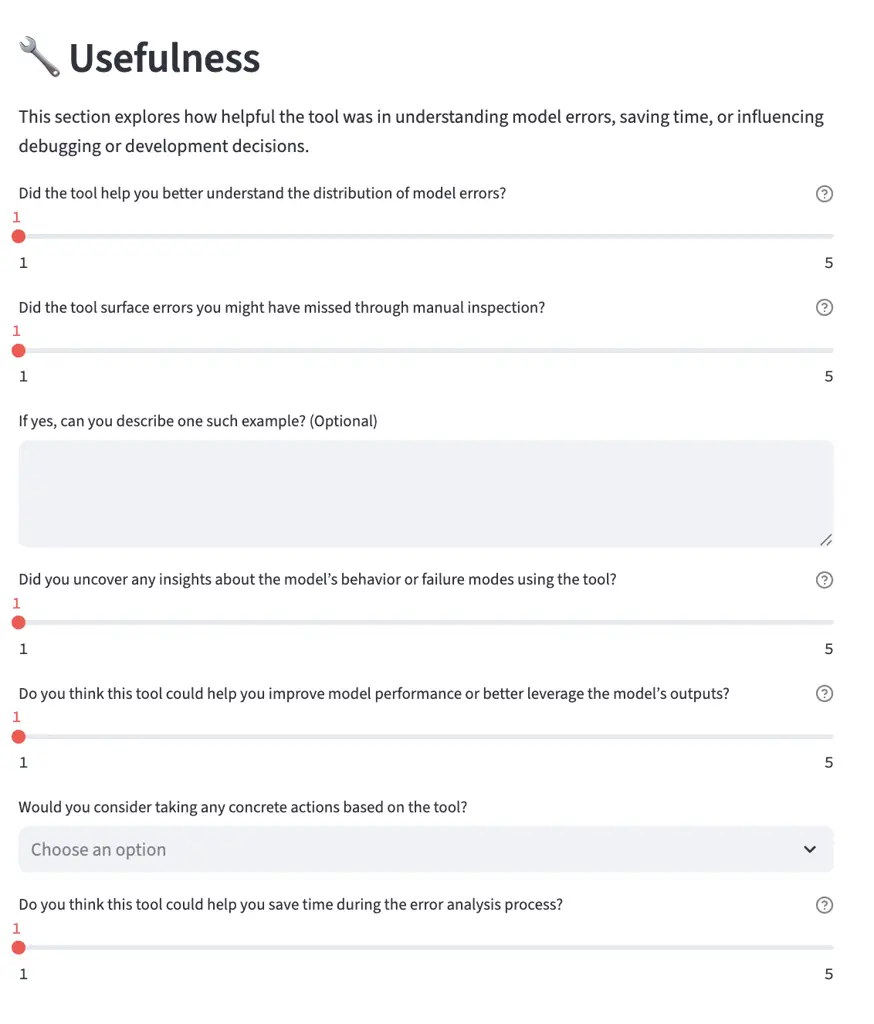 🔧 Usefulness
This section explores how helpful the tool was in understanding model errors, saving time, or influencing
debugging or development decisions.
Did the tool help you better understand the distribution of model errors?
1
1 5
Did the tool surface errors you might have missed through manual inspection?
1
1 5
If yes, can you describe one such example? (Optional)
Did you uncover any insights about the model’s behavior or failure modes using the tool?
1
1 5
Do you think this tool could help you improve model performance or better leverage the model’s outputs?
1
1 5
Would you consider taking any concrete actions based on the tool?
Choose an option
Do you think this tool could help you save time during the error analysis process?
1
1 5